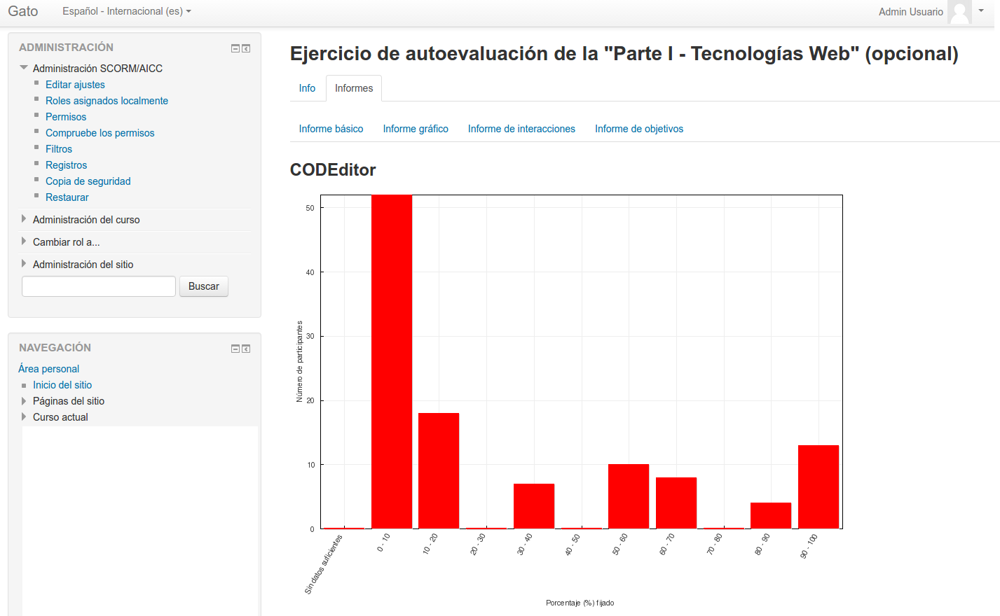 Gato
Español - Internacional (es)
Admin Usuario
ADMINISTRACIÓN
Administración SCORM/AICC
Editar ajustes
Roles asignados localmente
Permisos
Compruebe los permisos
Filtros
Registros
Copia de seguridad
Restaurar
Administración del curso
Cambiar rol a...
Administración del sitio
Buscar
NAVEGACIÓN
Área personal
Inicio del sitio
Páginas del sitio
Curso actual
Ejercicio de autoevaluación de la "Parte I - Tecnologías Web" (opcional)
Info
Informes
Informe básico
Informe gráfico
Informe de interacciones
Informe de objetivos
CODEditor
Número de participantes
50
40
30
20
10
0
Sin datos suficientes
0 - 10
10 - 20
20 - 30
30 - 40
40 - 50
50 - 60
60 - 70
70 - 80
80 - 90
90 - 100
Porcentaje (%) fijado